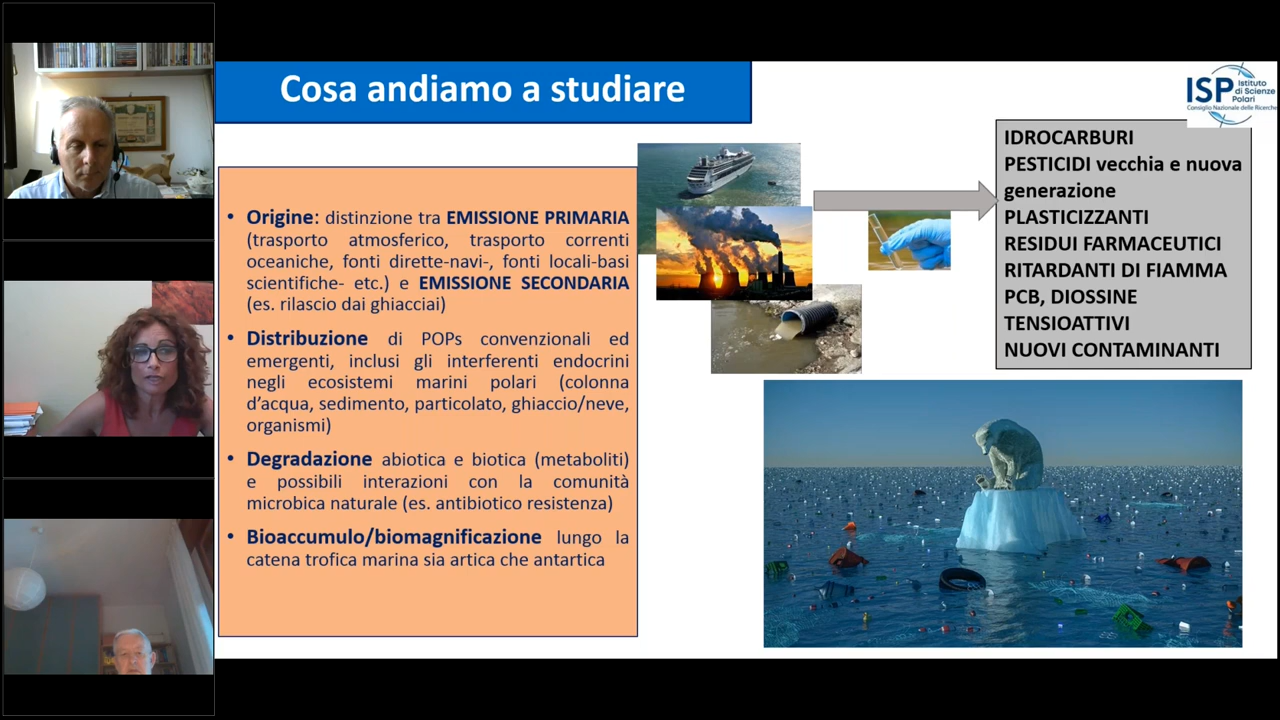 Cosa andiamo a studiare
ISP Istituto
di Scienze
Polari
Consiglio Nazionale delle Ricerche
• Origine: distinzione tra EMISSIONE PRIMARIA
(trasporto atmosferico, trasporto correnti
oceaniche, fonti dirette-navi-, fonti locali-basi
scientifiche- etc.) e EMISSIONE SECONDARIA
(es. rilascio dai ghiacciai)
• Distribuzione di POPs convenzionali ed
emergenti, inclusi gli interferenti endocrini
negli ecosistemi marini polari (colonna
d’acqua, sedimento, particolato, ghiaccio/neve,
organismi)
• Degradazione abiotica e biotica (metaboliti)
e possibili interazioni con la comunità
microbica naturale (es. antibiotico resistenza)
• Bioaccumulo/biomagnificazione lungo la
catena trofica marina sia artica che antartica
IDROCARBURI
PESTICIDI vecchia e nuova
generazione
PLASTICIZZANTI
RESIDUI FARMACEUTICI
RITARDANTI DI FIAMMA
PCB, DIOSSINE
TENSIOATTIVI
NUOVI CONTAMINANTI